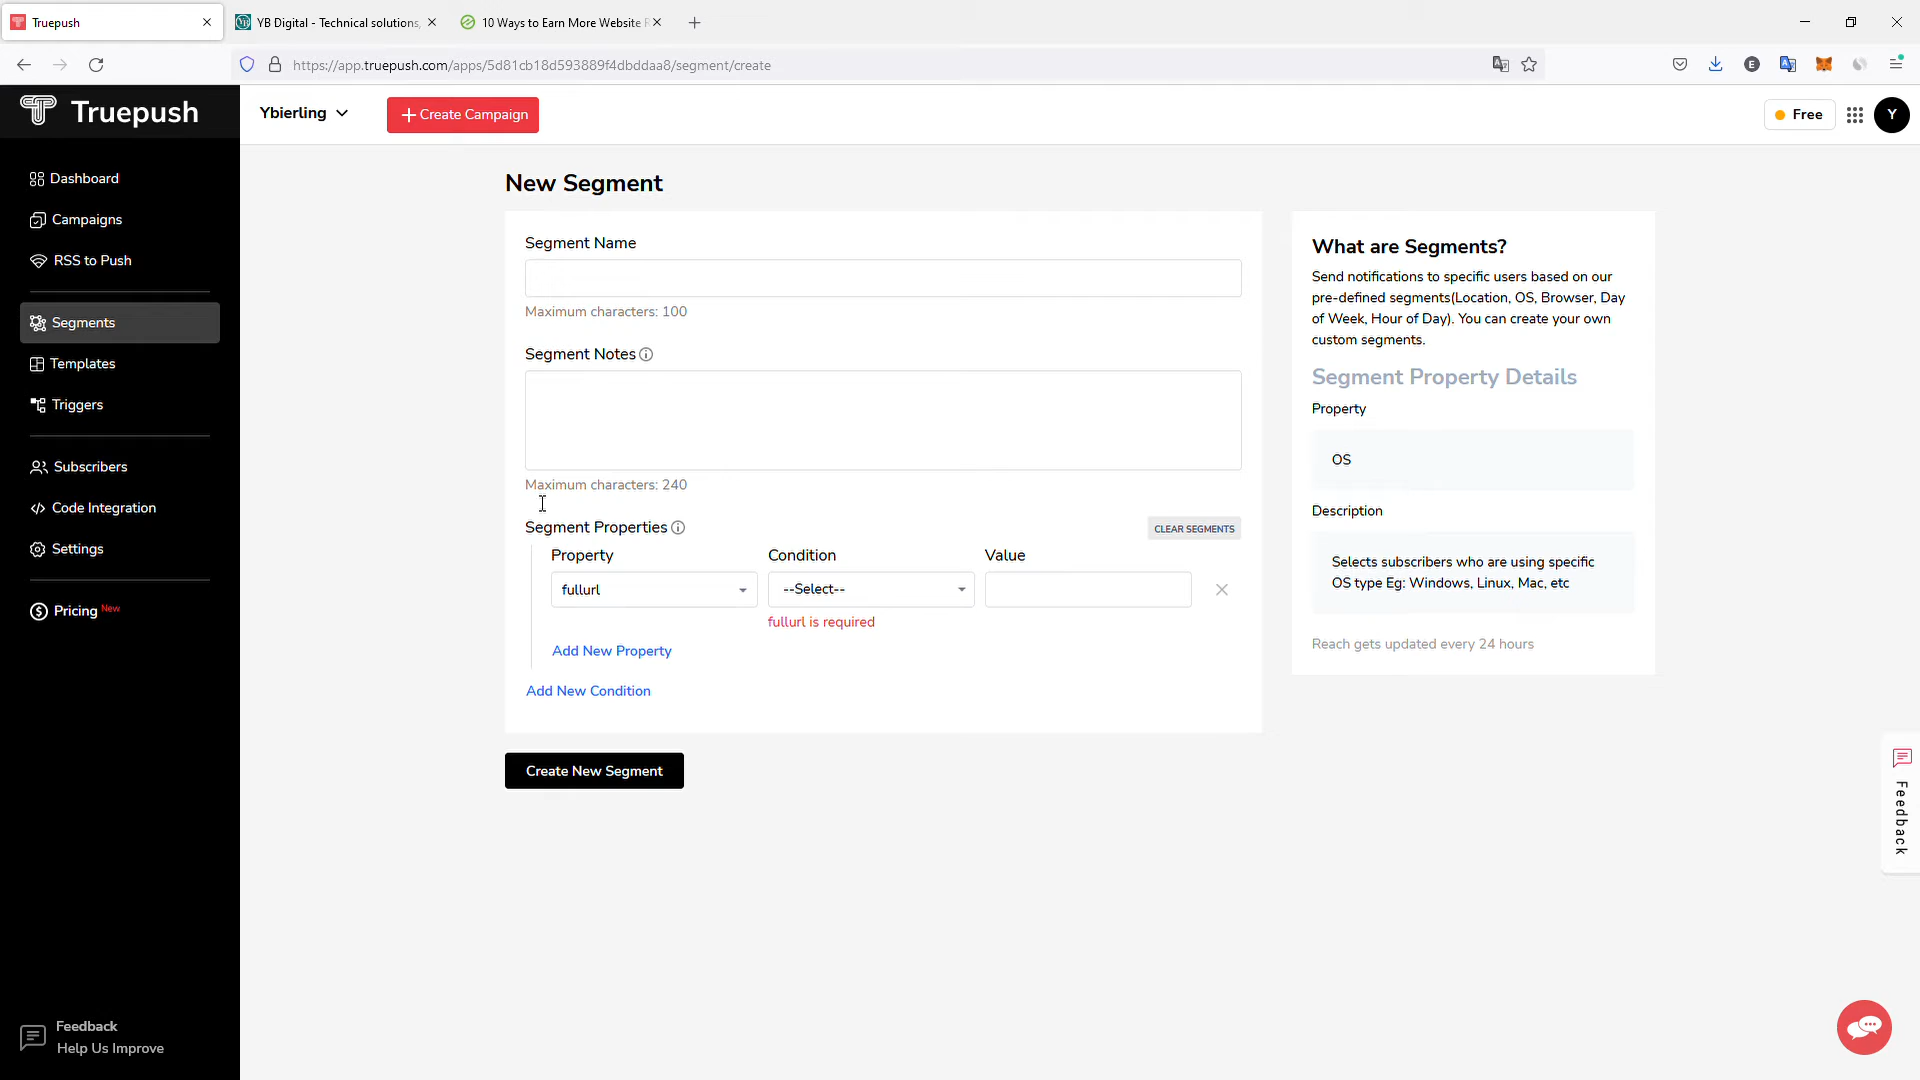 Truepush
YB Digital - Technical solutions,
10 Ways to Earn More Website R
https://app.truepush.com/apps/5d81cb18d593889f4dbddaa8/segment/create
E
Truepush
Ybierling
Create Campaign
Free
Y
Dashboard
Campaigns
RSS to Push
Segments
Templates
Triggers
Subscribers
Code Integration
Settings
Pricing New
Feedback
Help Us Improve
New Segment
Segment Name
Maximum characters: 100
Segment Notes
Maximum characters: 240
Segment Properties
CLEAR SEGMENTS
Property Condition Value
fullurl --Select--
fullurl is required
Add New Property
Add New Condition
Create New Segment
What are Segments?
Send notifications to specific users based on our
pre-defined segments(Location, OS, Browser, Day
of Week, Hour of Day). You can create your own
custom segments.
Segment Property Details
Property
OS
Description
Selects subscribers who are using specific
OS type Eg: Windows, Linux, Mac, etc
Reach gets updated every 24 hours
Feedback